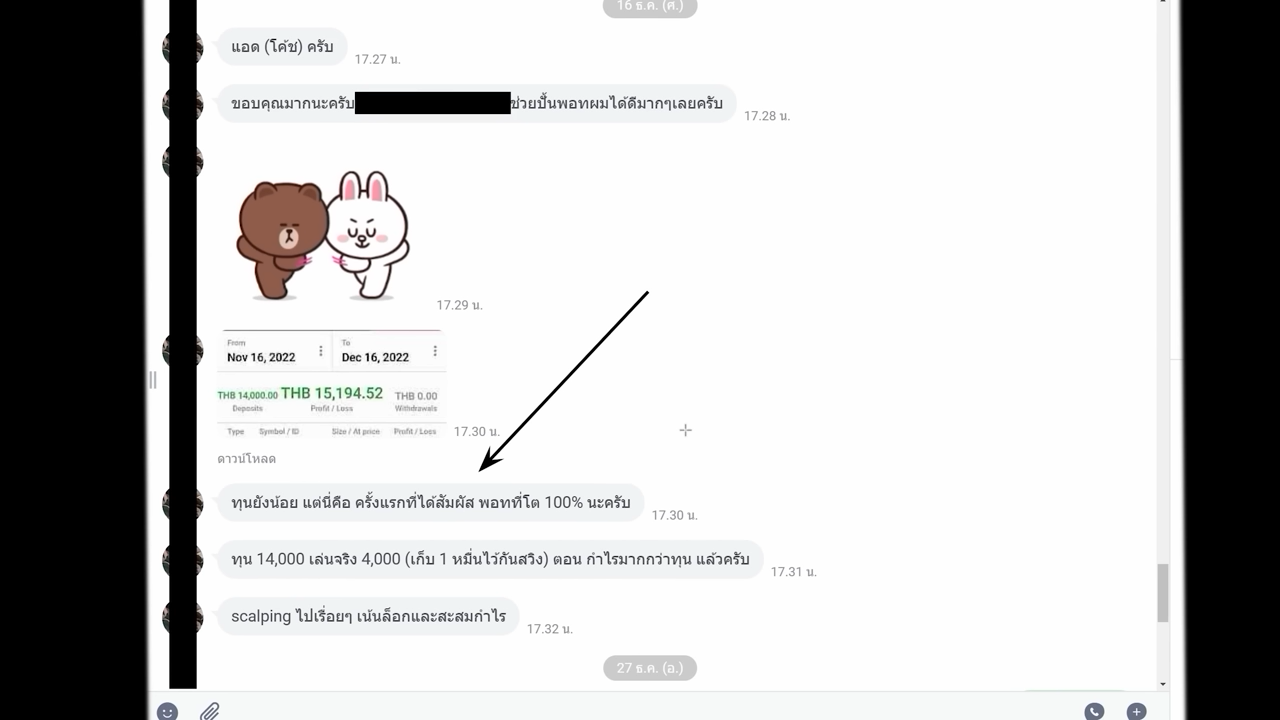 16 ธ.ค. (ศ.)
แอด (โค้ช) ครับ
17.27 น.
ขอบคุณมากนะครับ
ช่วยปั้นพอทผมได้ดีมากๆเลยครับ
17.28 น.
17.29 น.
From
To
Nov 16, 2022
Dec 16, 2022
THB 14,000.00 THB 15,194.52 THB 0.00
Deposits Profit / Loss Withdrawals
Type Symbol / ID Size / At price Profit / Loss
17.30 น.
ดาวน์โหลด
ทุนยังน้อย แต่นี่คือ ครั้งแรกที่ได้สัมผัส พอทที่โต 100% นะครับ
17.30 น.
ทุน 14,000 เล่นจริง 4,000 (เก็บ 1 หมื่นไว้กันสวิง) ตอน กำไรมากกว่าทุน แล้วครับ
17.31 น.
scalping ไปเรื่อยๆ เน้นล็อกและสะสมกำไร
17.32 น.
27 ธ.ค. (อ.)